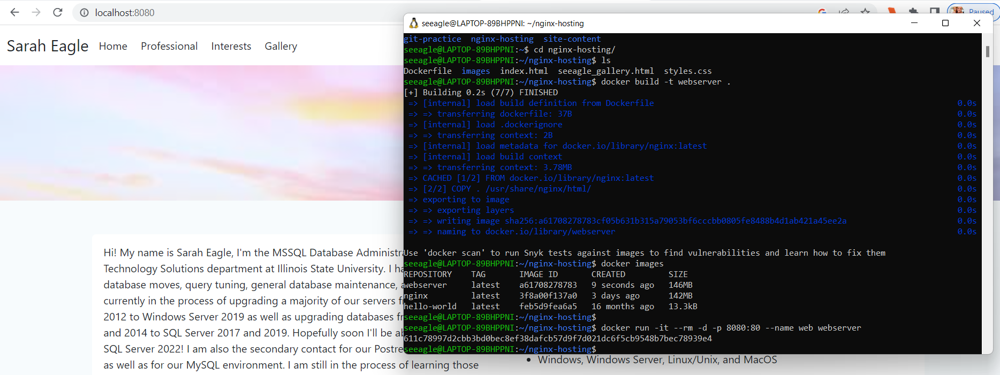 localhost:8080
Paused
Sarah Eagle Home Professional Interests Gallery
Hi! My name is Sarah Eagle, I'm the MSSQL Database
Technology Solutions department at Illinois State University. I
database moves, query tuning, general database maintenance,
currently in the process of upgrading a majority of our servers
2012 to Windows Server 2019 as well as upgrading databases
and 2014 to SQL Server 2017 and 2019. Hopefully soon I'll be
SQL Server 2022! I am also the secondary contact for our
as well as for our MySQL environment. I am still in the process of learning those
• Windows, Windows Server, Linux/Unix, and MacOS
seeagle@LAPTOP-89BHPPNI: ~/nginx-hosting
git-practice nginx-hosting site-content
seeagle@LAPTOP-89BHPPNI:~$ cd nginx-hosting/
seeagle@LAPTOP-89BHPPNI:~/nginx-hosting$ ls
Dockerfile images index.html seeagle_gallery.html styles.css
seeagle@LAPTOP-89BHPPNI:~/nginx-hosting$ docker build -t webserver .
[+] Building 0.2s (7/7) FINISHED
=> [internal] load build definition from Dockerfile 0.0s
=> => transferring dockerfile: 37B 0.0s
=> [internal] load .dockerignore 0.0s
=> => transferring context: 2B 0.0s
=> [internal] load metadata for docker.io/library/nginx:latest 0.0s
=> [internal] load build context 0.0s
=> => transferring context: 3.78MB 0.0s
=> CACHED [1/2] FROM docker.io/library/nginx:latest 0.0s
=> [2/2] COPY . /usr/share/nginx/html/ 0.0s
=> exporting to image 0.0s
=> => exporting layers 0.0s
=> => writing image sha256:a61708278783cf05b631b315a79053bf6cccbb0805fe8488b4d1ab421a45ee2a 0.0s
=> => naming to docker.io/library/webserver 0.0s
Use 'docker scan' to run Snyk tests against images to find vulnerabilities and learn how to fix them
seeagle@LAPTOP-89BHPPNI:~/nginx-hosting$ docker images
REPOSITORY TAG IMAGE ID CREATED SIZE
webserver latest a61708278783 9 seconds ago 146MB
nginx latest 3f8a00f137a0 3 days ago 142MB
hello-world latest feb5d9fea6a5 16 months ago 13.3kB
seeagle@LAPTOP-89BHPPNI:~/nginx-hosting$
seeagle@LAPTOP-89BHPPNI:~/nginx-hosting$ docker run -it --rm -d -p 8080:80 --name web webserver
611c78997d2cbb3bd0bec8ef38dafcb57d9f7d021dc6f5cb9548b7bec78939e4
seeagle@LAPTOP-89BHPPNI:~/nginx-hosting$